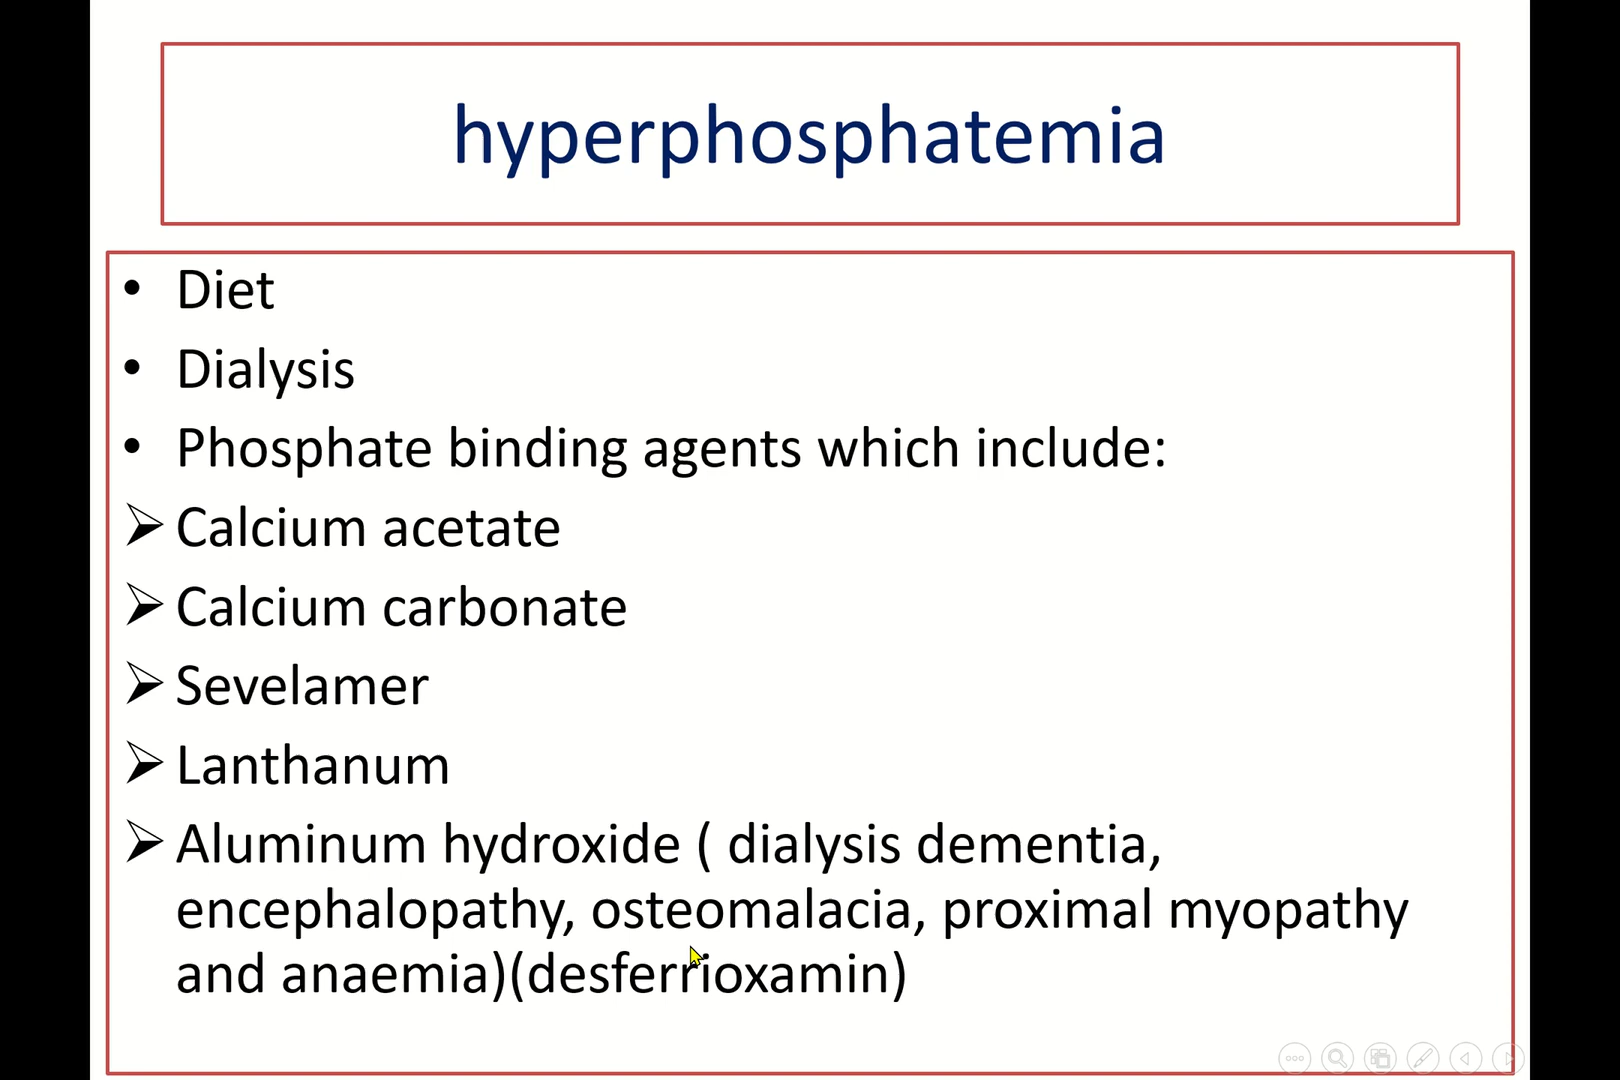 hyperphosphatemia
• Diet
• Dialysis
• Phosphate binding agents which include:
➢ Calcium acetate
➢ Calcium carbonate
➢ Sevelamer
➢ Lanthanum
➢ Aluminum hydroxide ( dialysis dementia,
encephalopathy, osteomalacia, proximal myopathy
and anaemia)(desferrioxamin)